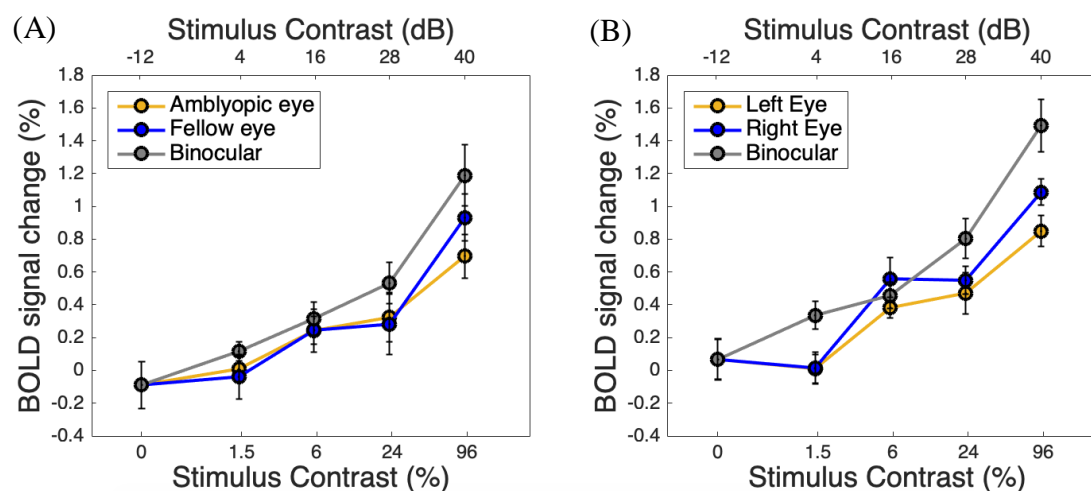 (A)
Stimulus Contrast (dB)
-12 4 16 28 40
1.8
1.6
1.4
1.2
1
0.8
0.6
0.4
0.2
0
-0.2
-0.4
BOLD signal change (%)
Amblyopic eye
Fellow eye
Binocular
0 1.5 6 24 96
Stimulus Contrast (%)
(B)
Stimulus Contrast (dB)
-12 4 16 28 40
1.8
1.6
1.4
1.2
1
0.8
0.6
0.4
0.2
0
-0.2
-0.4
BOLD signal change (%)
Left Eye
Right Eye
Binocular
0 1.5 6 24 96
Stimulus Contrast (%)